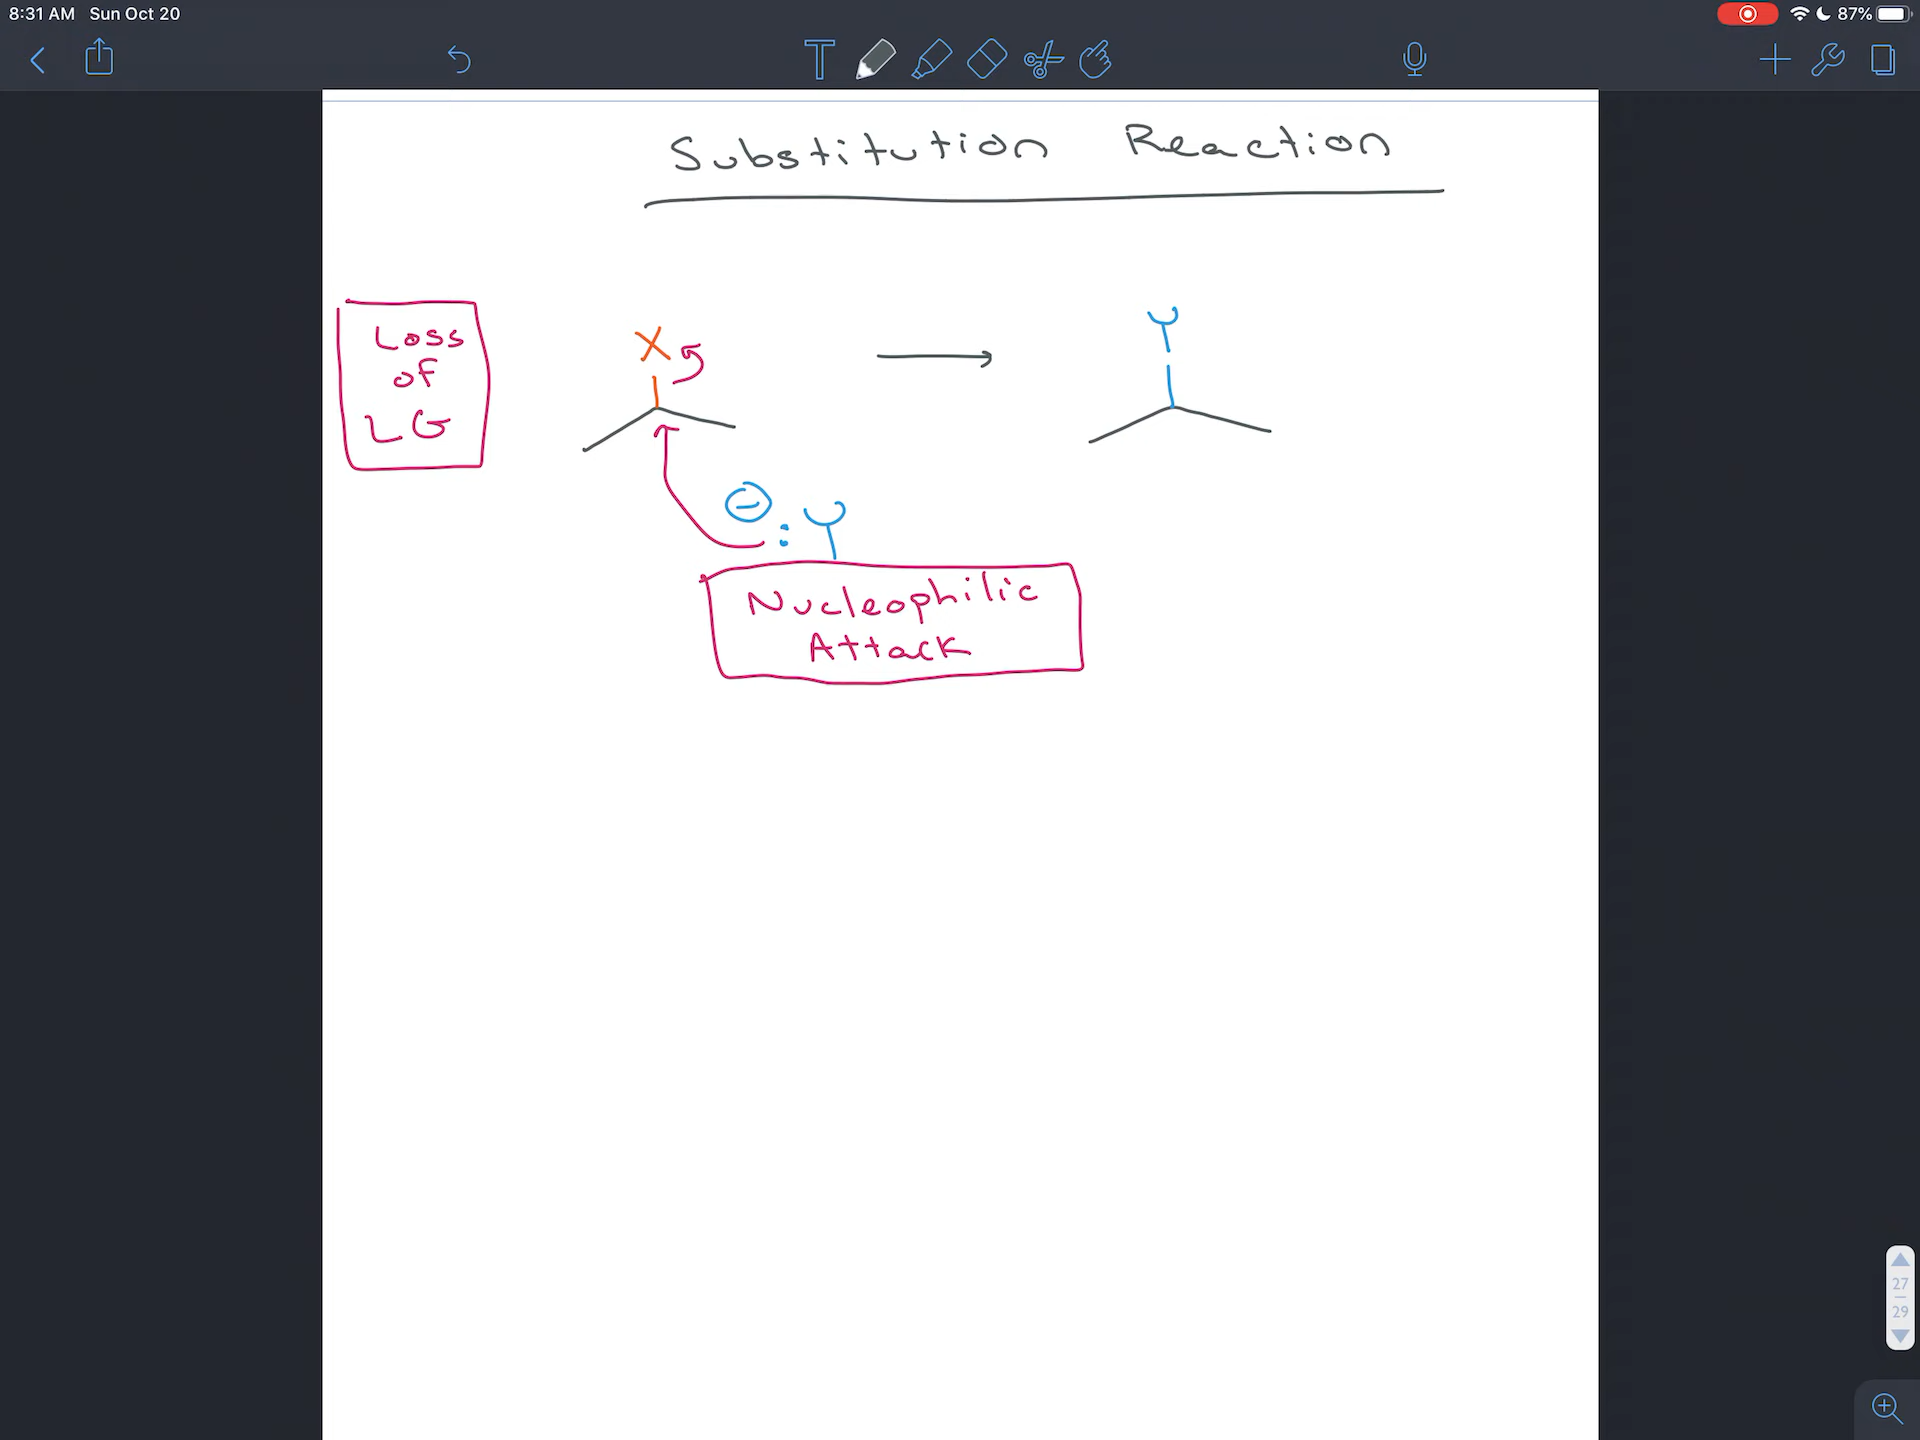 8:31 AM Sun Oct 20
87%
T
Substitution Reaction
Loss
of
LG
X
Y
⊖ : Y
Nucleophilic
Attack
27
29